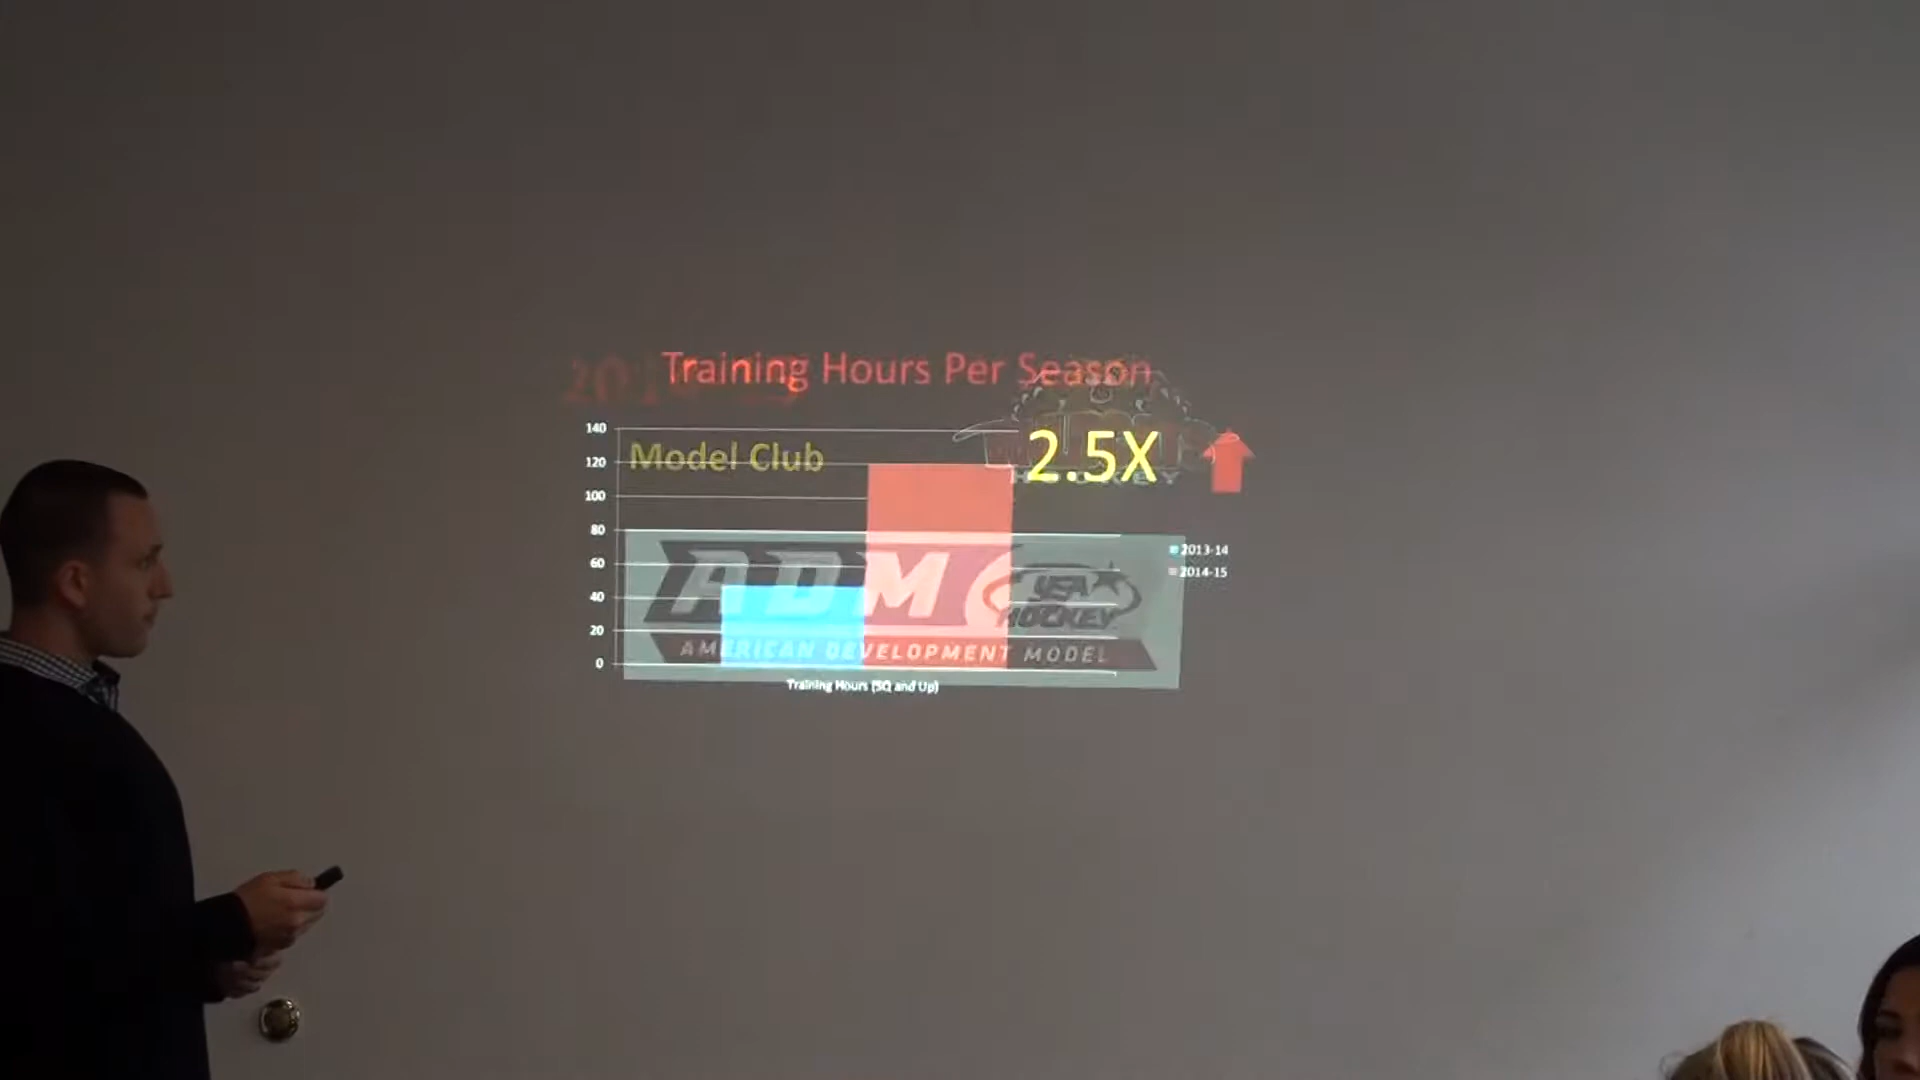 Training Hours Per Season
Model Club
2.5X
140
120
100
80
60
40
20
0
2013-14
2014-15
ADM
USA
HOCKEY
AMERICAN DEVELOPMENT MODEL
Training Hours (SQ and Up)